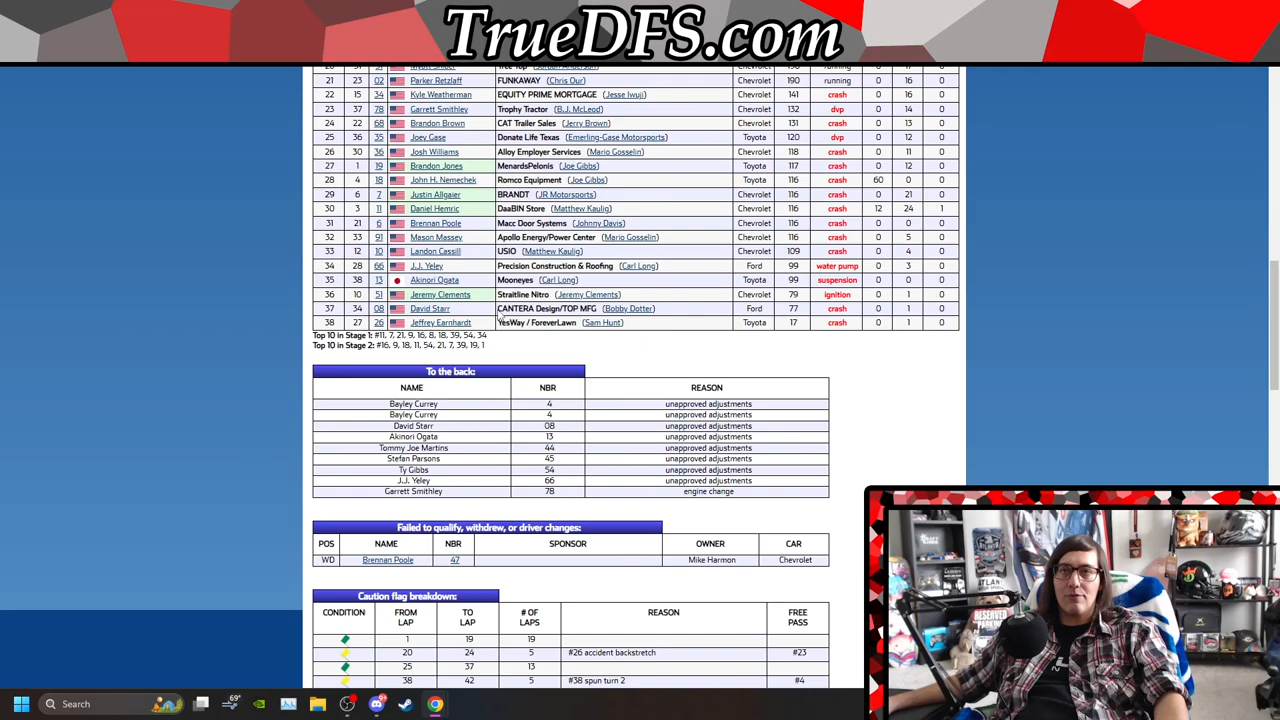 TrueDFS.com
21 23 02 Parker Retzlaff FUNKAWAY (Chris Our) Chevrolet 190 running 0 16 0
22 15 34 Kyle Weatherman EQUITY PRIME MORTGAGE (Jesse Iwuji) Chevrolet 141 crash 0 16 0
23 37 78 Garrett Smithley Trophy Tractor (B.J. McLeod) Chevrolet 132 dvp 0 14 0
24 22 68 Brandon Brown CAT Trailer Sales (Jerry Brown) Chevrolet 131 crash 0 13 0
25 36 35 Joey Gase Donate Life Texas (Emerling-Gase Motorsports) Toyota 120 dvp 0 12 0
26 30 36 Josh Williams Alloy Employer Services (Mario Gosselin) Chevrolet 118 crash 0 11 0
27 1 19 Brandon Jones MenardsPelonis (Joe Gibbs) Toyota 117 crash 0 12 0
28 4 18 John H. Nemechek Romco Equipment (Joe Gibbs) Toyota 116 crash 60 0 0
29 6 7 Justin Allgaier BRANDT (JR Motorsports) Chevrolet 116 crash 0 21 0
30 3 11 Daniel Hemric DaaBIN Store (Matthew Kaulig) Chevrolet 116 crash 12 24 1
31 21 6 Brennan Poole Macc Door Systems (Johnny Davis) Chevrolet 116 crash 0 0 0
32 33 91 Mason Massey Apollo Energy/Power Center (Mario Gosselin) Chevrolet 116 crash 0 5 0
33 12 10 Landon Cassill USIO (Matthew Kaulig) Chevrolet 109 crash 0 4 0
34 28 66 J.J. Yeley Precision Construction & Roofing (Carl Long) Ford 99 water pump 0 3 0
35 38 13 Akinori Ogata Mooneyes (Carl Long) Toyota 99 suspension 0 0 0
36 10 51 Jeremy Clements Straitline Nitro (Jeremy Clements) Chevrolet 79 ignition 0 1 0
37 34 08 David Starr CANTERA Design/TOP MFG (Bobby Dotter) Ford 77 crash 0 1 0
38 32 26 Jeffrey Earnhardt YesWay / ForeverLawn (Sam Hunt) Toyota 17 crash 0 1 0
Top 10 in Stage 1: #11, 7, 21, 9, 16, 8, 18, 39, 54, 34
Top 10 in Stage 2: #16, 9, 18, 11, 54, 21, 7, 39, 19, 1
To the back:
NAME NBR REASON
Bayley Currey 4 unapproved adjustments
Bayley Currey 4 unapproved adjustments
David Starr 08 unapproved adjustments
Akinori Ogata 13 unapproved adjustments
Tommy Joe Martins 44 unapproved adjustments
Stefan Parsons 45 unapproved adjustments
Ty Gibbs 54 unapproved adjustments
J.J. Yeley 66 unapproved adjustments
Garrett Smithley 78 engine change
Failed to qualify, withdrew, or driver changes:
POS NAME NBR SPONSOR OWNER CAR
WD Brennan Poole 47 Mike Harmon Chevrolet
Caution flag breakdown:
CONDITION FROM LAP TO LAP # OF LAPS REASON FREE PASS
1 19 19
20 24 5 #26 accident backstretch #23
25 37 13
38 42 5 #38 spun turn 2 #4
Search
69°